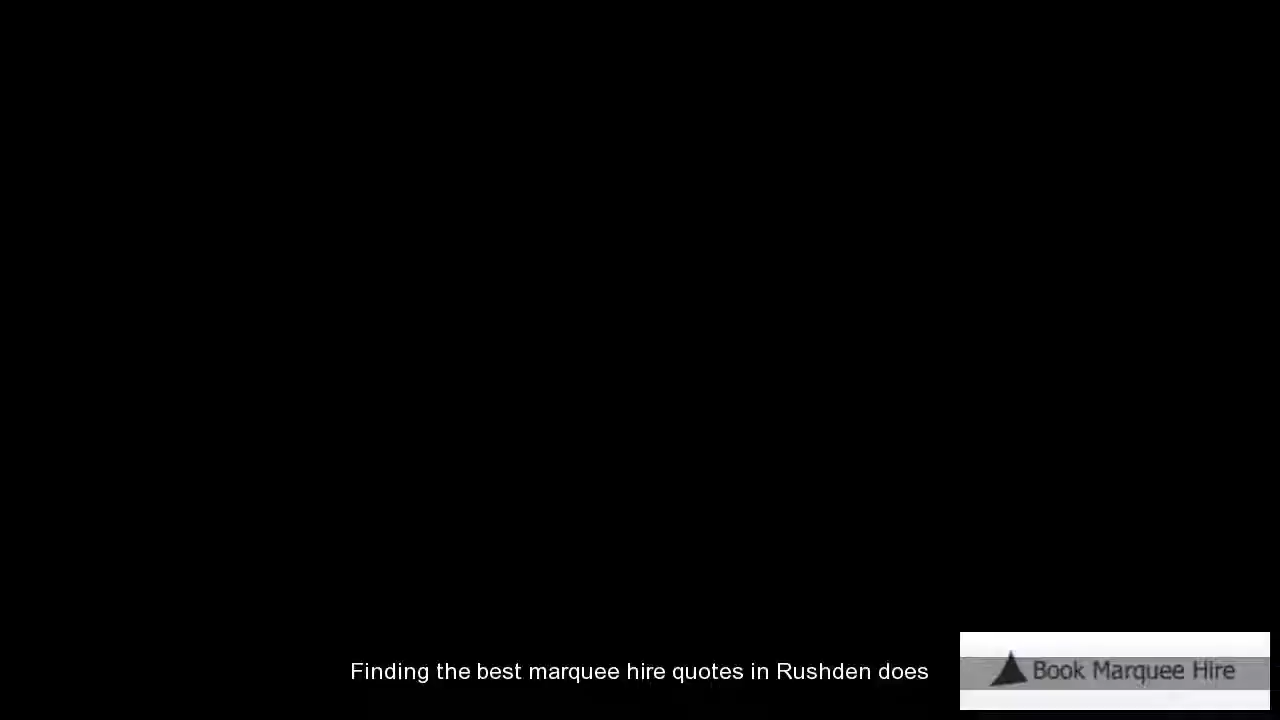 Finding the best marquee hire quotes in Rushden does
Book Marquee Hire